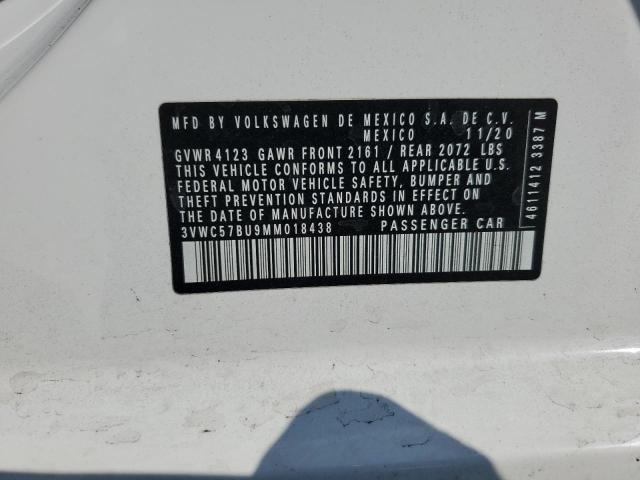 MFD BY VOLKSWAGEN DE MEXICO S.A. DE C.V.
MEXICO 11/20
GVWR 4123 GAWR FRONT 2161 / REAR 2072 LBS
THIS VEHICLE CONFORMS TO ALL APPLICABLE U.S.
FEDERAL MOTOR VEHICLE SAFETY, BUMPER AND
THEFT PREVENTION STANDARDS IN EFFECT ON
THE DATE OF MANUFACTURE SHOWN ABOVE.
3VWC57BU9MM018438 PASSENGER CAR
4611412 3387 M